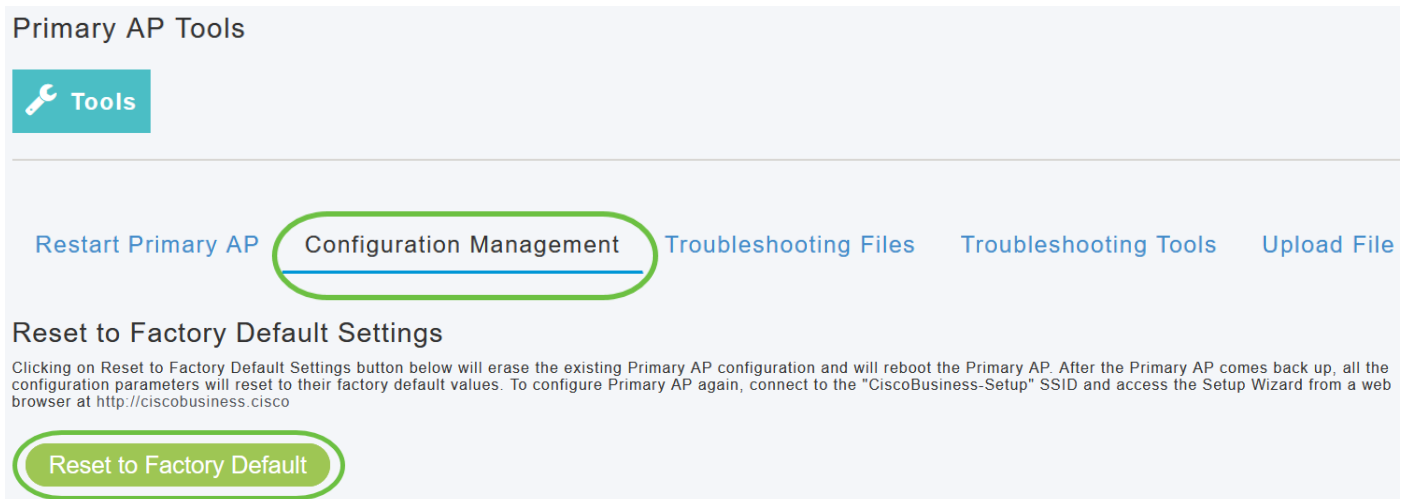 Primary AP Tools
Tools
Restart Primary AP Configuration Management Troubleshooting Files Troubleshooting Tools Upload File
Reset to Factory Default Settings
Clicking on Reset to Factory Default Settings button below will erase the existing Primary AP configuration and will reboot the Primary AP. After the Primary AP comes back up, all the
configuration parameters will reset to their factory default values. To configure Primary AP again, connect to the "CiscoBusiness-Setup" SSID and access the Setup Wizard from a web
browser at http://ciscobusiness.cisco
Reset to Factory Default